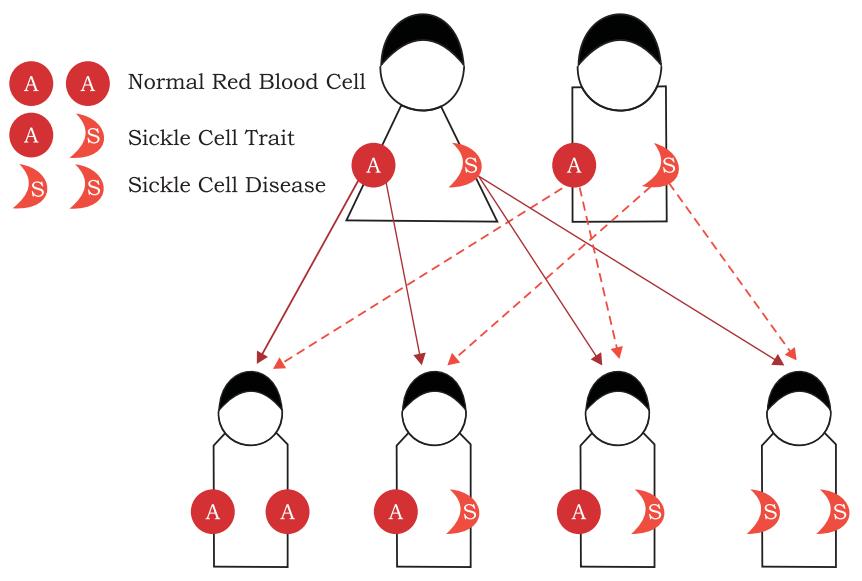 A A Normal Red Blood Cell
A S Sickle Cell Trait
S S Sickle Cell Disease
A S A S
A A A S A S S S